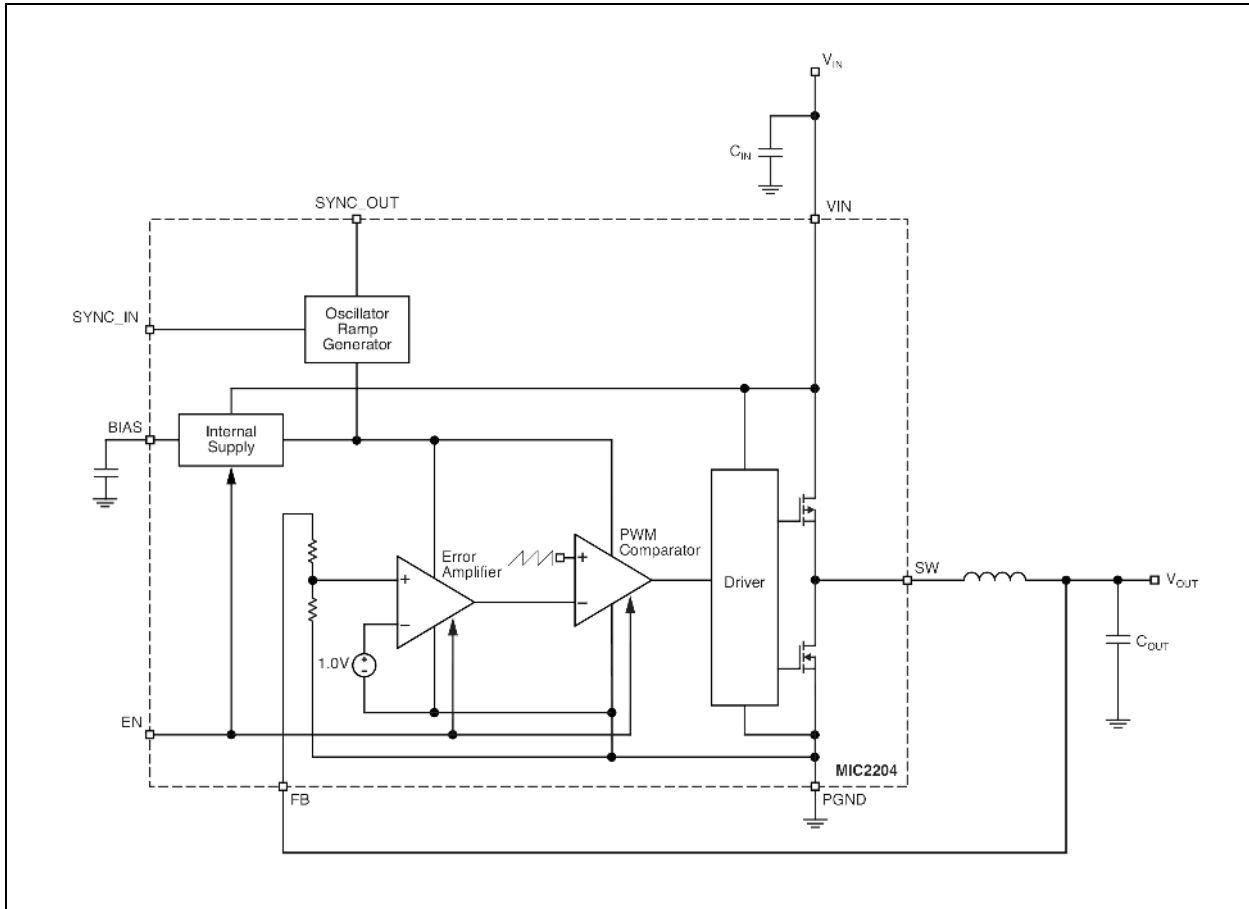 VIN
CIN
SYNC_OUT
VIN
SYNC_IN
Oscillator
Ramp
Generator
BIAS
Internal
Supply
Error
Amplifier
PWM
Comparator
+
−
+
−
Driver
SW
VOUT
COUT
1.0V
+
−
EN
MIC2204
FB
PGND